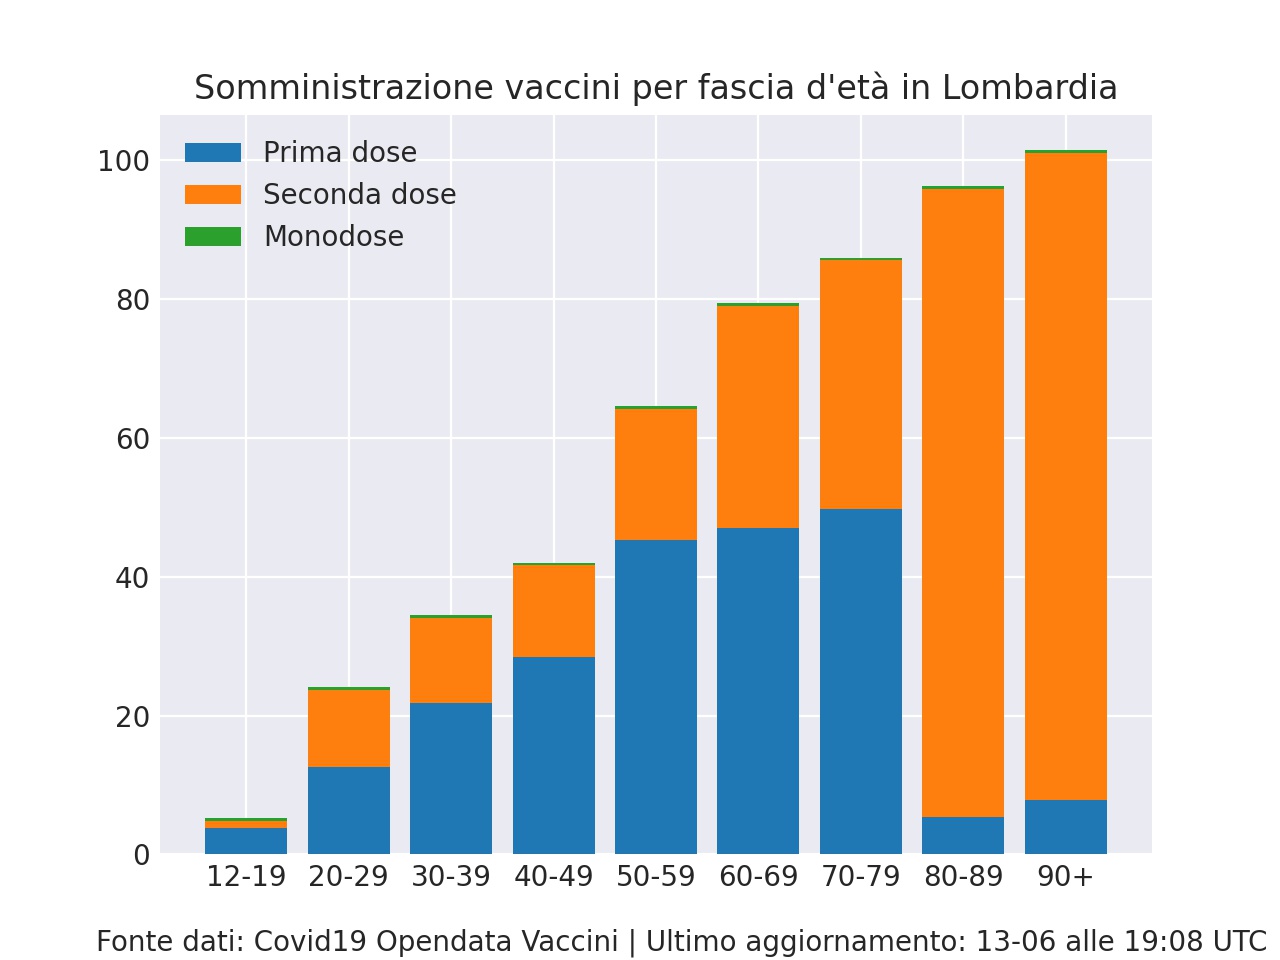 Somministrazione vaccini per fascia d'età in Lombardia
Prima dose
Seconda dose
Monodose
100
80
60
40
20
0
12-19 20-29 30-39 40-49 50-59 60-69 70-79 80-89 90+
Fonte dati: Covid19 Opendata Vaccini | Ultimo aggiornamento: 13-06 alle 19:08 UTC